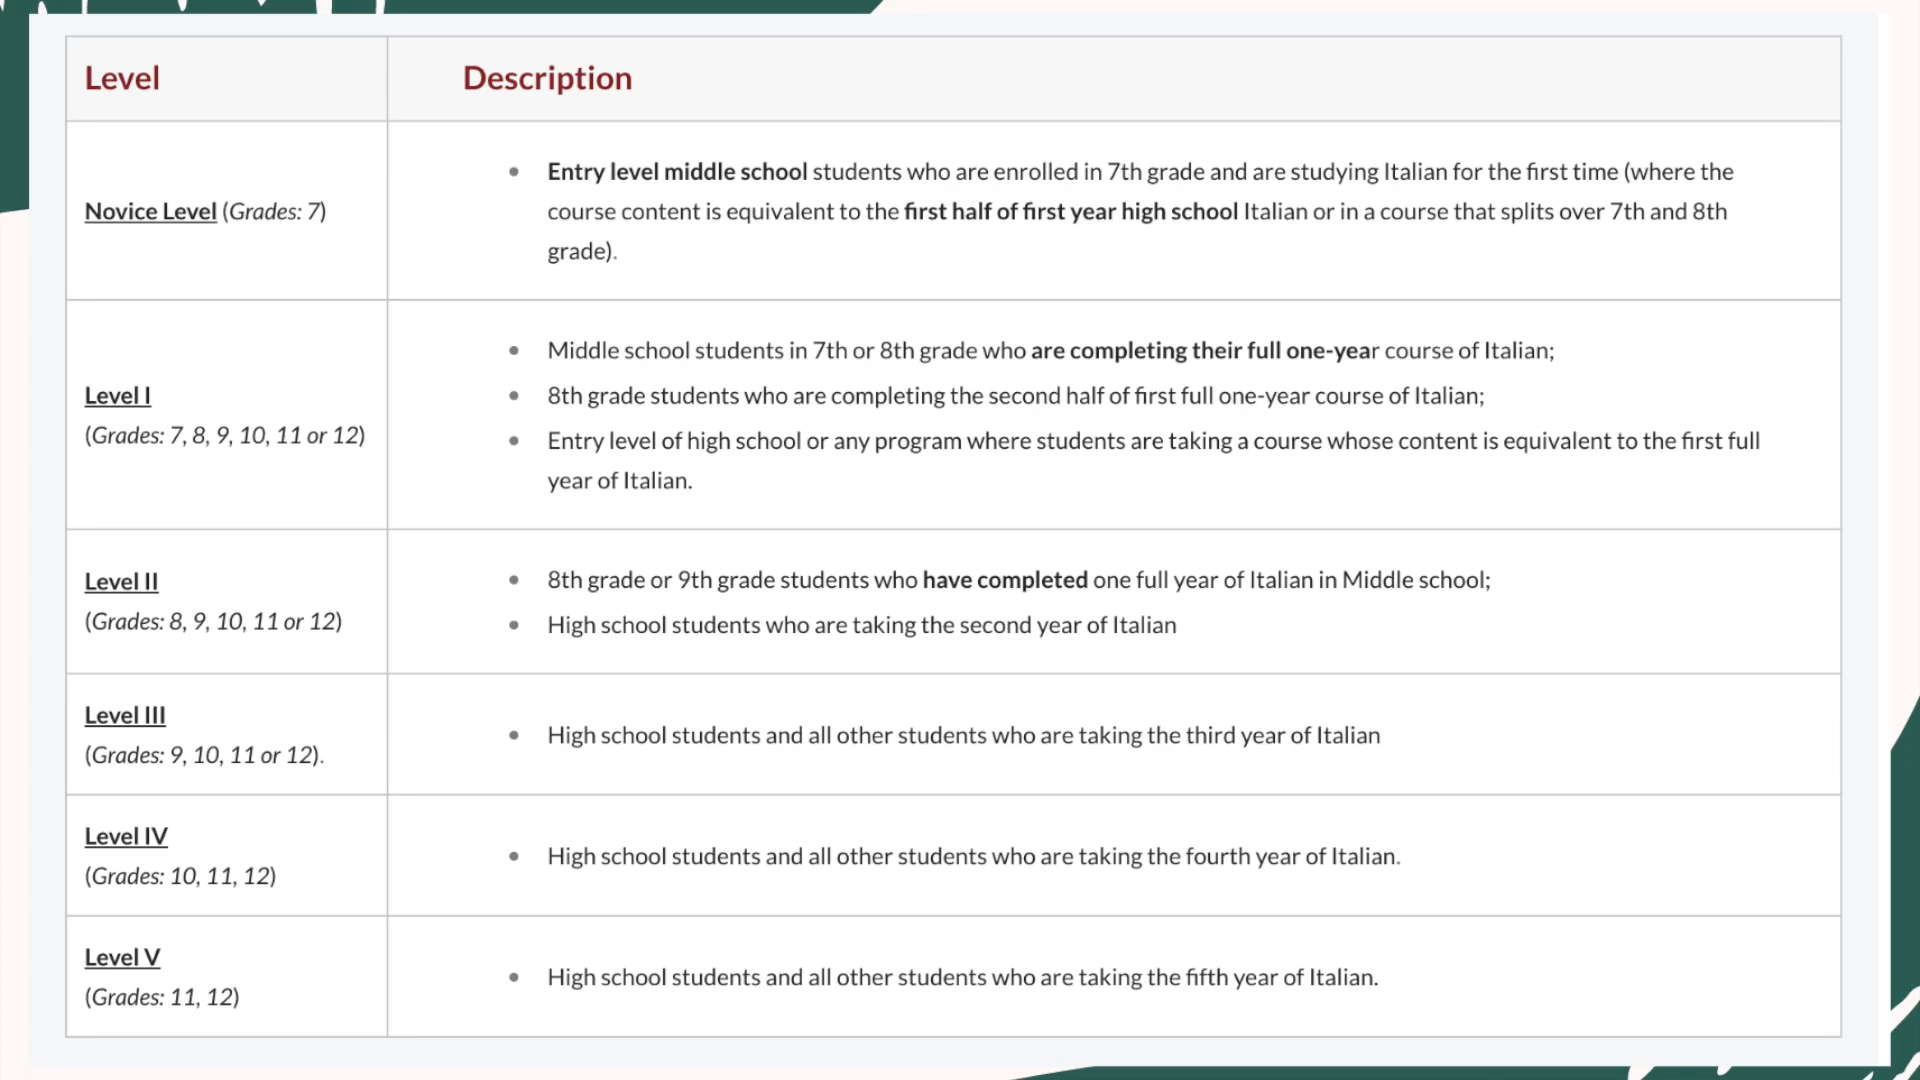 Level
Description
Novice Level (Grades: 7)
Entry level middle school students who are enrolled in 7th grade and are studying Italian for the first time (where the
course content is equivalent to the first half of first year high school Italian or in a course that splits over 7th and 8th
grade).
Level I
(Grades: 7, 8, 9, 10, 11 or 12)
Middle school students in 7th or 8th grade who are completing their full one-year course of Italian;
8th grade students who are completing the second half of first full one-year course of Italian;
Entry level of high school or any program where students are taking a course whose content is equivalent to the first full
year of Italian.
Level II
(Grades: 8, 9, 10, 11 or 12)
8th grade or 9th grade students who have completed one full year of Italian in Middle school;
High school students who are taking the second year of Italian
Level III
(Grades: 9, 10, 11 or 12).
High school students and all other students who are taking the third year of Italian
Level IV
(Grades: 10, 11, 12)
High school students and all other students who are taking the fourth year of Italian.
Level V
(Grades: 11, 12)
High school students and all other students who are taking the fifth year of Italian.